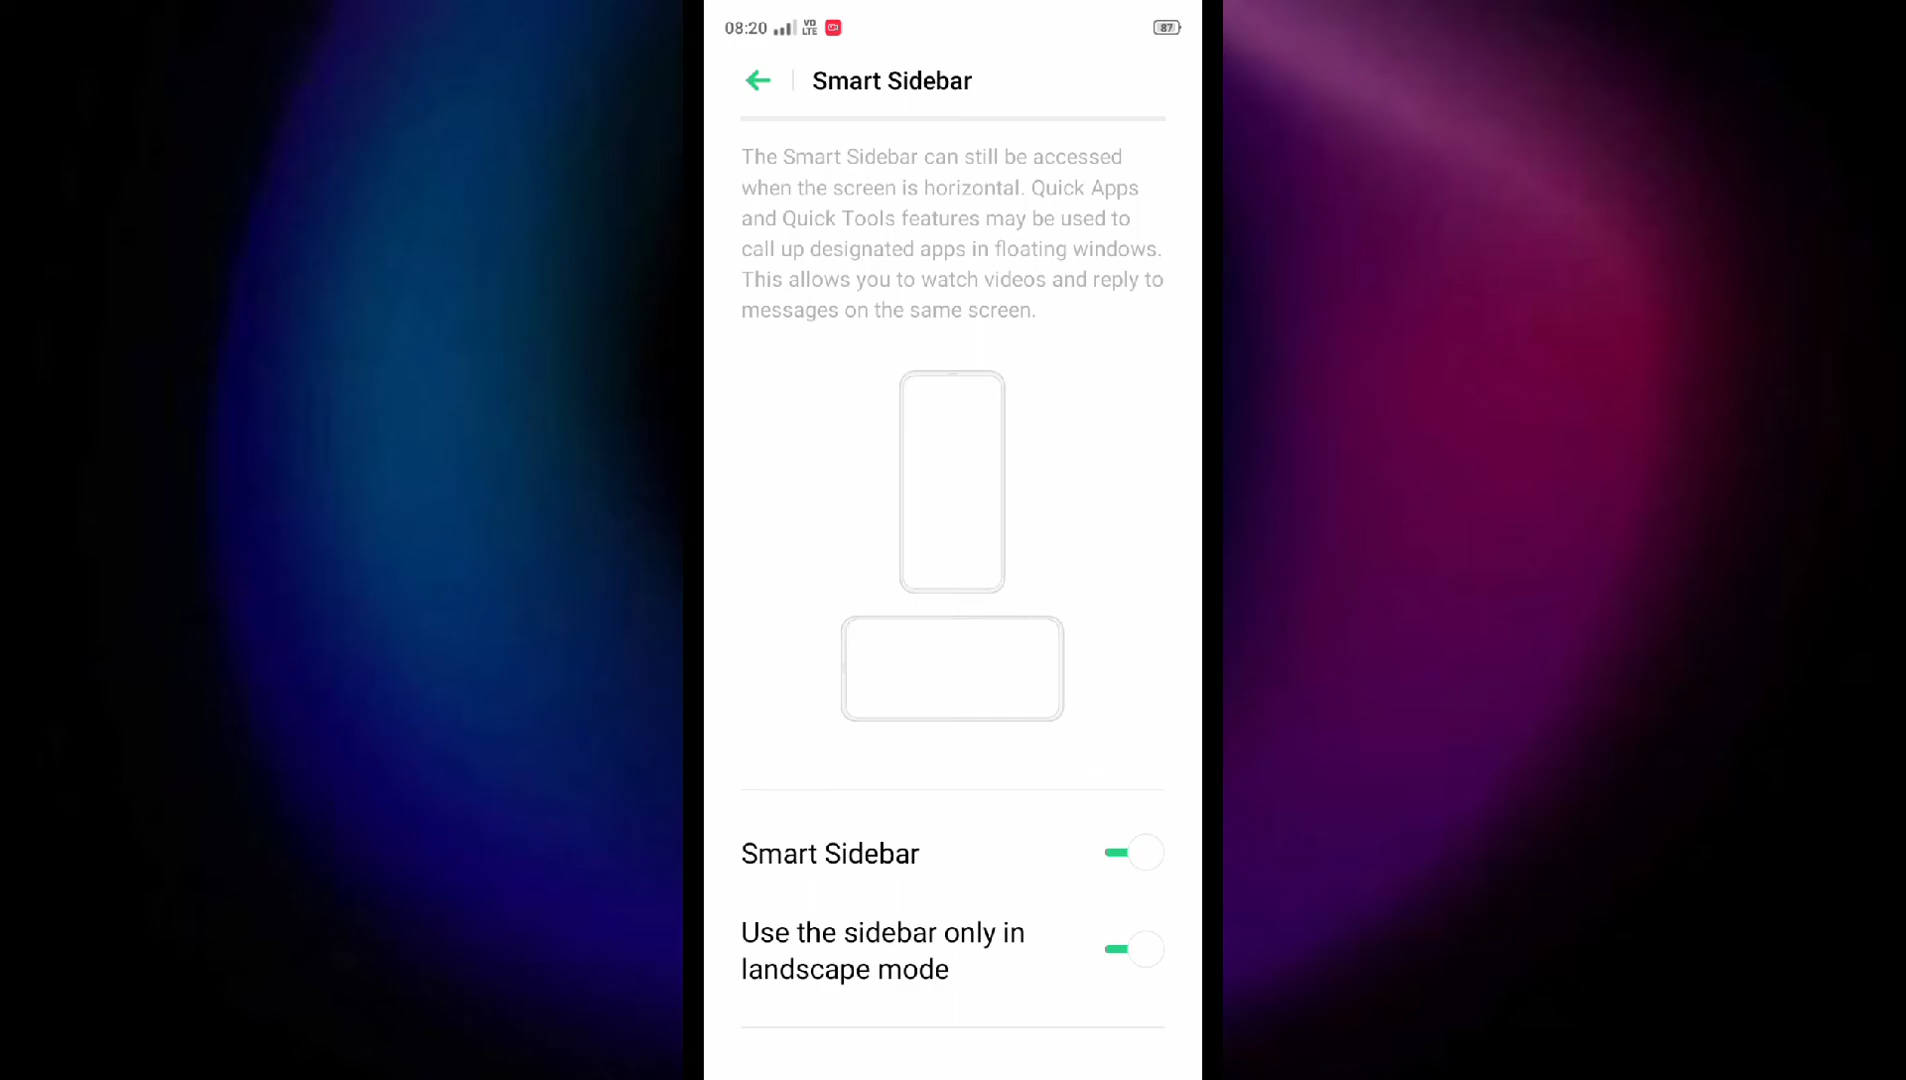 08:20 VO LTE 87
Smart Sidebar
The Smart Sidebar can still be accessed
when the screen is horizontal. Quick Apps
and Quick Tools features may be used to
call up designated apps in floating windows.
This allows you to watch videos and reply to
messages on the same screen.
Smart Sidebar
Use the sidebar only in
landscape mode